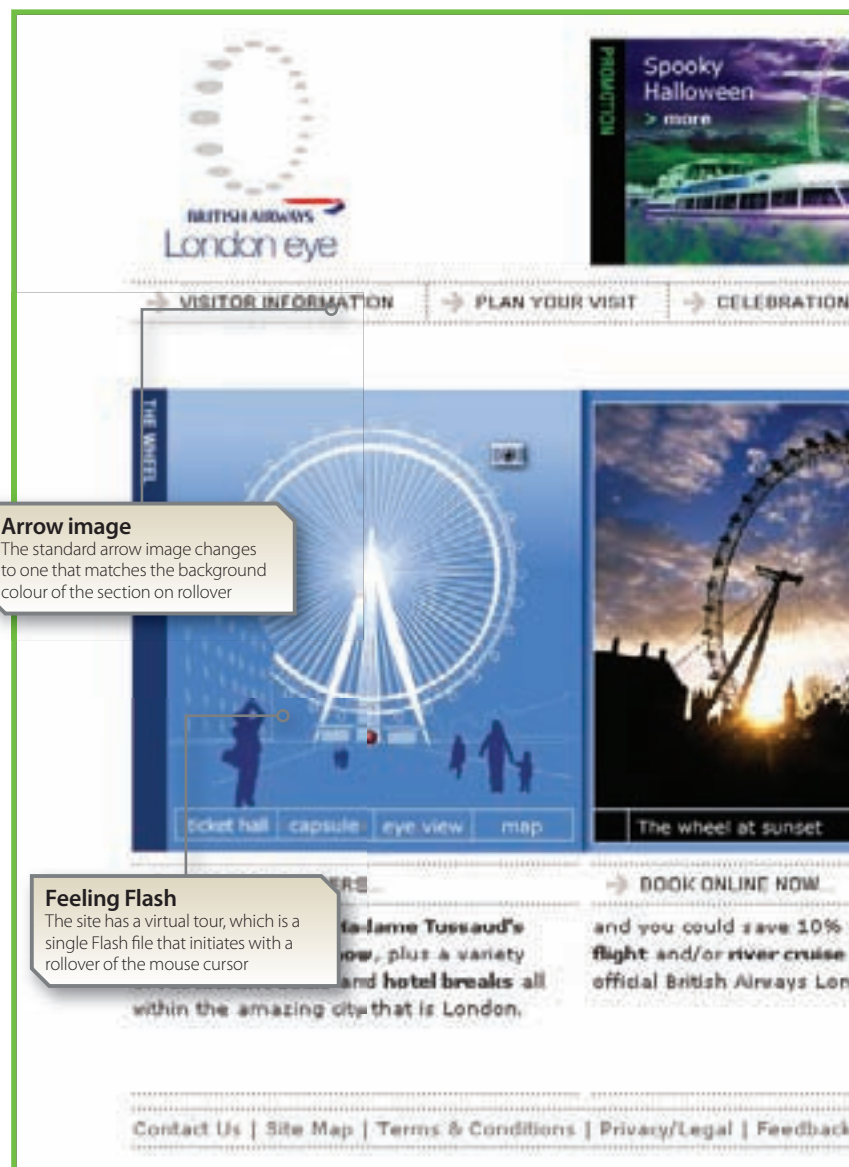 PROMOTION
Spooky
Halloween
> more
BRITISH AIRWAYS
London eye
VISITOR INFORMATION
PLAN YOUR VISIT
CELEBRATION
THE WHEEL
Arrow image
The standard arrow image changes
to one that matches the background
colour of the section on rollover
ticket hall
capsule
eye view
map
The wheel at sunset
Feeling Flash
The site has a virtual tour, which is a
single Flash file that initiates with a
rollover of the mouse cursor
BOOK ONLINE NOW...
Tussaud's
plus a variety
and hotel breaks all
within the amazing city that is London.
and you could save 10%
flight and/or river cruise
official British Airways Lon
Contact Us | Site Map | Terms & Conditions | Privacy/Legal | Feedback